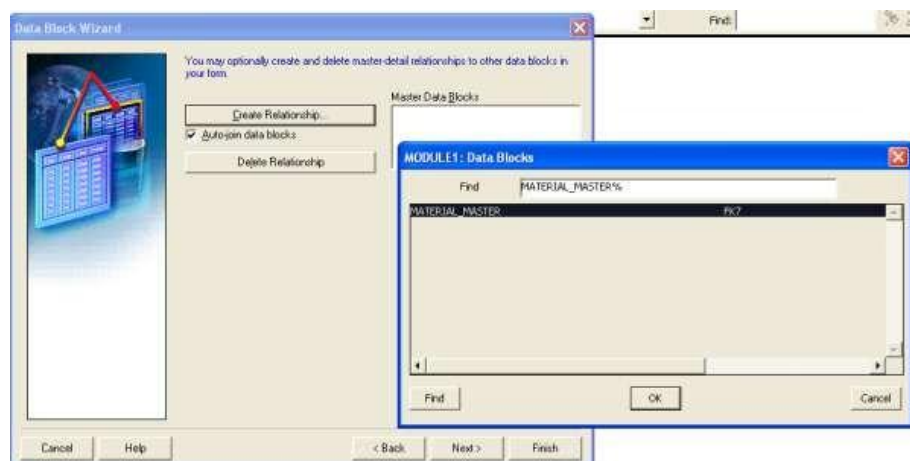 Data Block Wizard
Find:
You may optionally create and delete master-detail relationships to other data blocks in
your form.
Create Relationship...
Master Data Blocks
Auto-join data blocks
Delete Relationship
MODULE1: Data Blocks
Find MATERIAL_MASTER%
MATERIAL_MASTER FK7
Find OK Cancel
Cancel Help < Back Next > Finish